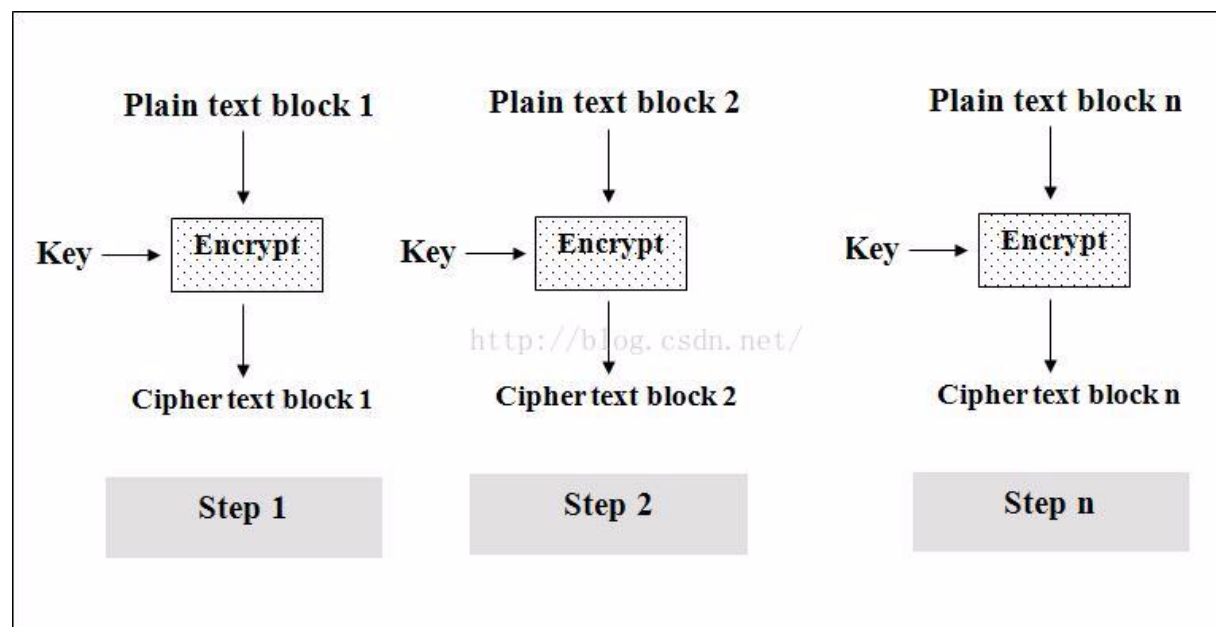 Plain text block 1
Plain text block 2
Plain text block n
Key
Encrypt
Key
Encrypt
Key
Encrypt
http://blog.csdn.net/
Cipher text block 1
Cipher text block 2
Cipher text block n
Step 1
Step 2
Step n